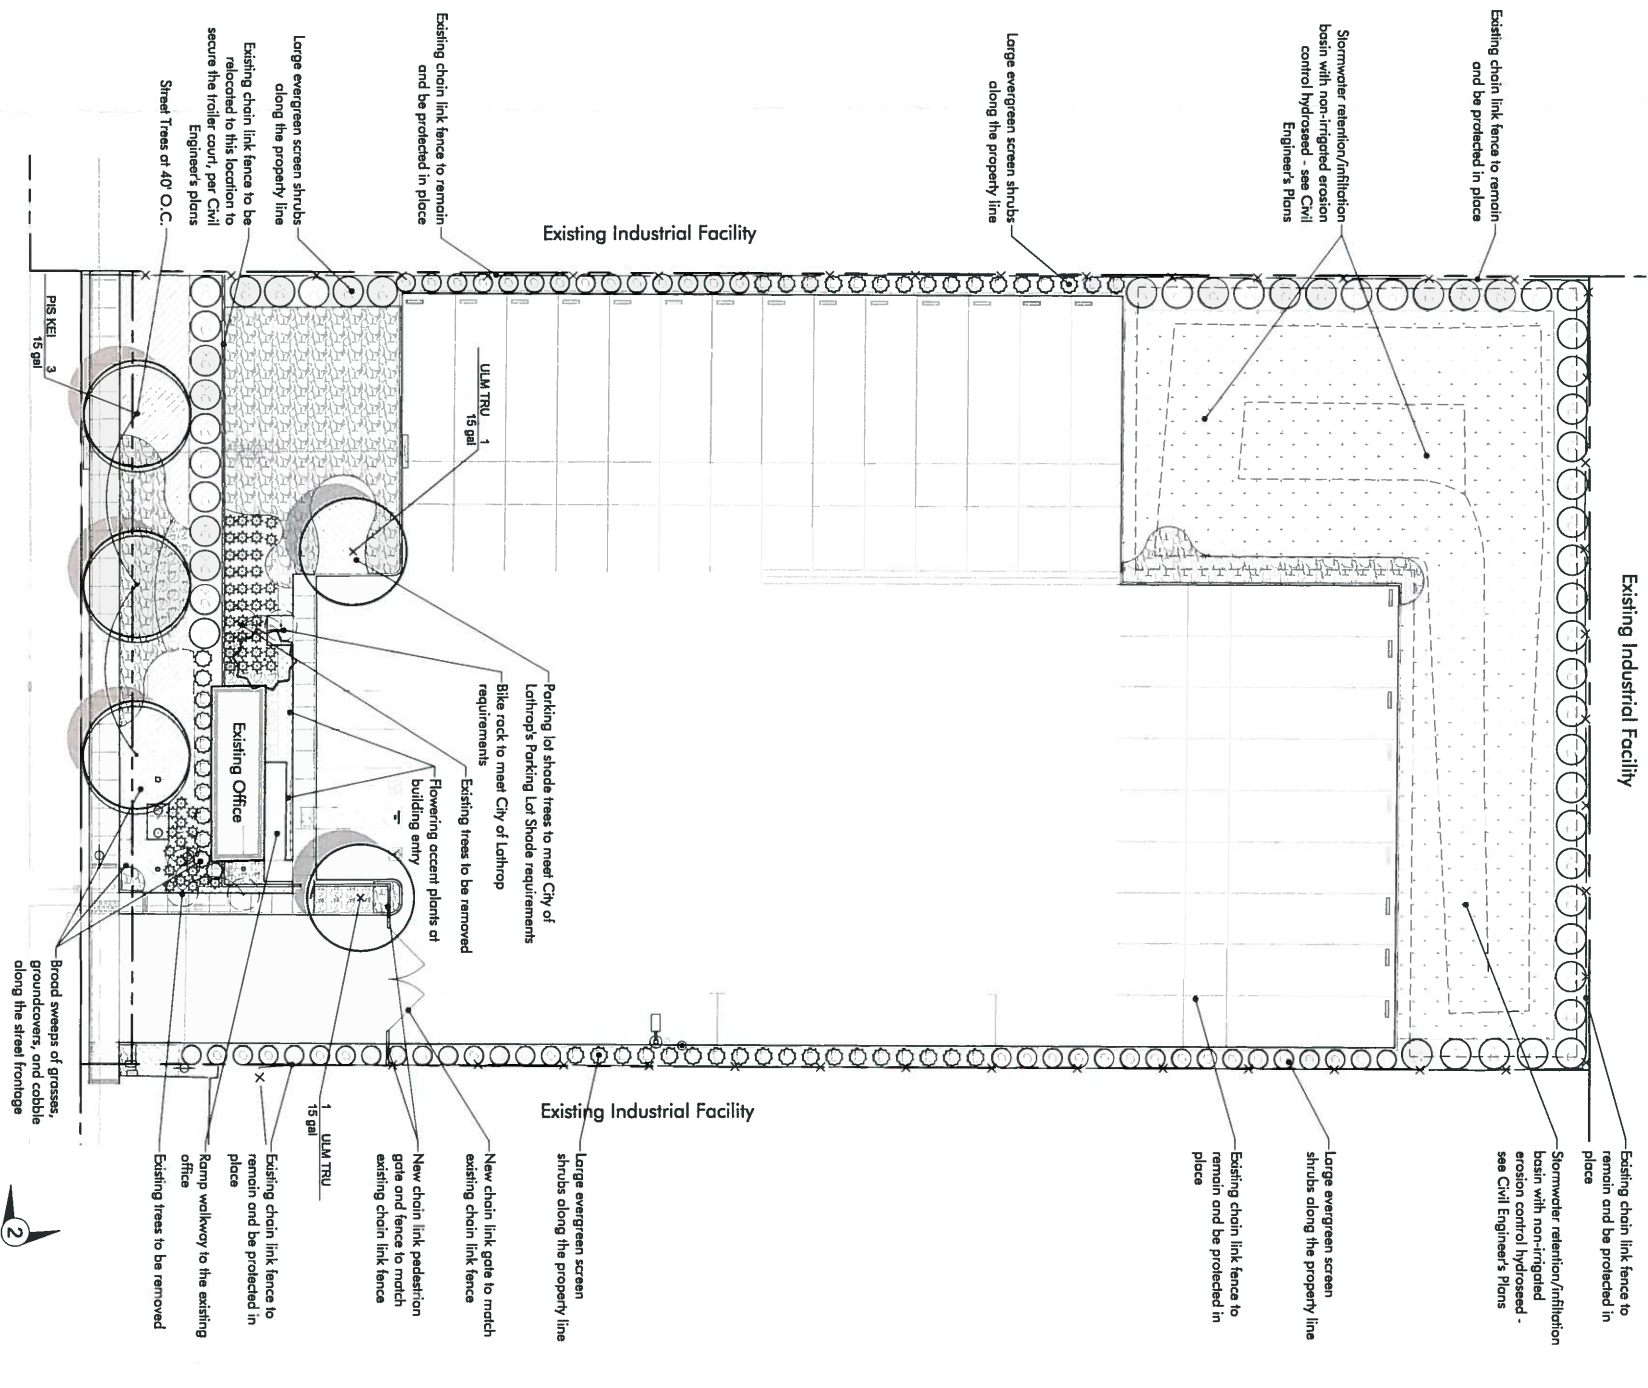 Existing chain link fence to remain
and be protected in place
Stormwater retention/infiltration
basin with non-irrigated erosion
control hydroseed - see Civil
Engineer's Plans
Large evergreen screen shrubs
along the property line
Existing chain link fence to remain
and be protected in place
Large evergreen screen shrubs
along the property line
Existing chain link fence to be
relocated to this location to
secure the trailer court, per Civil
Engineer's plans
Street Trees at 40' O.C.
Existing Industrial Facility
Existing Industrial Facility
Existing Industrial Facility
PIS KEI 3
15 gal
ULM TRU 1
15 gal
Parking lot shade trees to meet City of
Lathrop's Parking Lot Shade requirements
Bike rack to meet City of Lathrop
requirements
Existing trees to be removed
Flowering accent plants at
building entry
Existing Office
Existing chain link fence to
remain and be protected in
place
Stormwater retention/infiltration
basin with non-irrigated
erosion control hydroseed -
see Civil Engineer's Plans
Large evergreen screen
shrubs along the property line
Existing chain link fence to
remain and be protected in
place
Large evergreen screen
shrubs along the property line
New chain link gate to match
existing chain link fence
New chain link pedestrian
gate and fence to match
existing chain link fence
1 ULM TRU
15 gal
Existing chain link fence to
remain and be protected in
place
Ramp walkway to the existing
office
Existing trees to be removed
Broad sweeps of grasses,
groundcovers, and cobble
along the street frontage
2